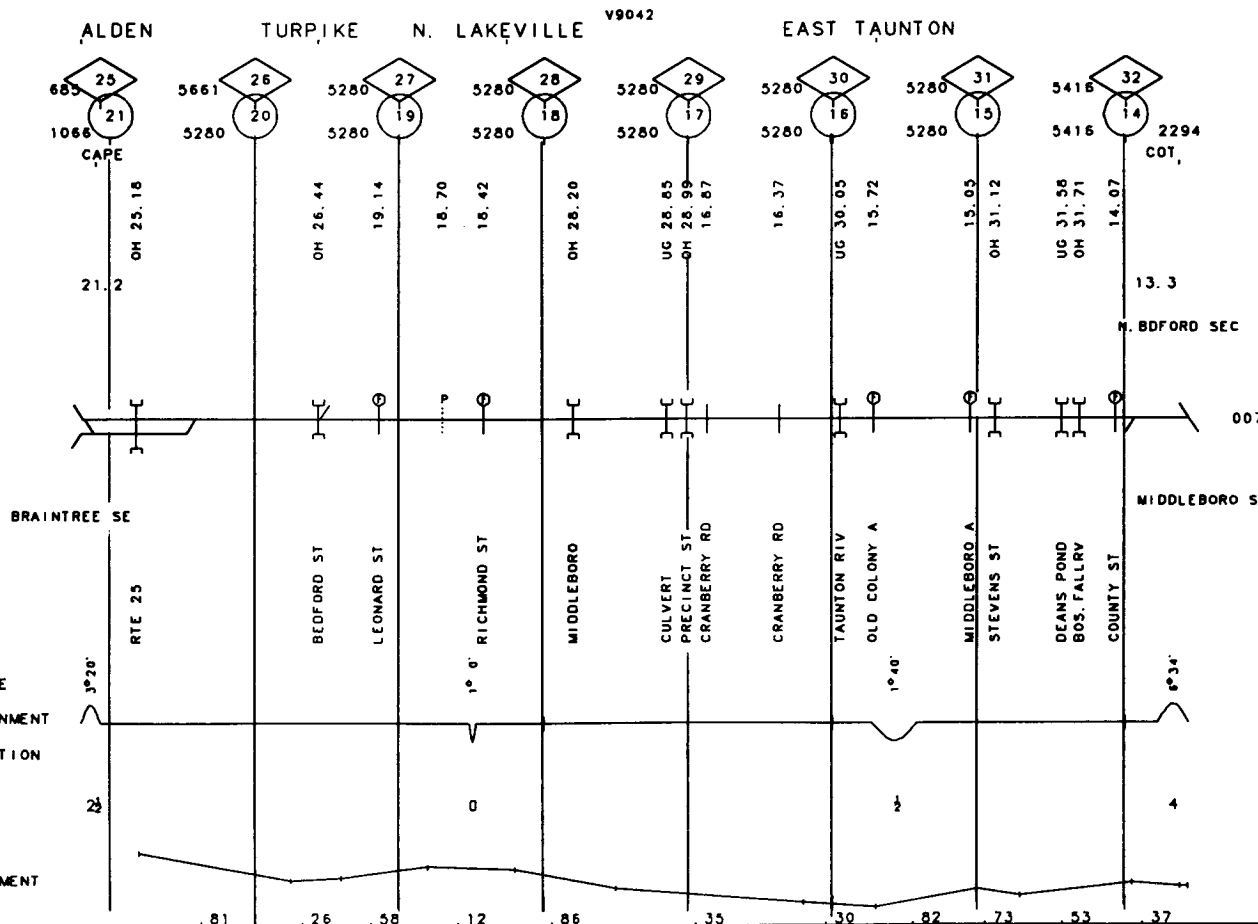 V9042
ALDEN TURPIKE N. LAKEVILLE EAST TAUNTON
25 26 27 28 29 30 31 32
685 5661 5280 5280 5280 5280 5280 5416
21 20 19 18 17 16 15 14
1066 5280 5280 5280 5280 5280 5280 5416 2294
CAPE COT,
OH 25.18
OH 26.44
19.14
18.70
18.42
OH 28.20
UG 28.85
OH 28.99
16.87
16.37
UG 30.05
15.72
15.05
OH 31.12
UG 31.58
OH 31.71
14.07
21.2 13.3
N. BDFORD SEC
F P F F F F
007
BRAINTREE SE MIDDLEBORO S
RTE 25
BEDFORD ST
LEONARD ST
RICHMOND ST
MIDDLEBORO
CULVERT
PRECINCT ST
CRANBERRY RD
CRANBERRY RD
TAUNTON RIV
OLD COLONY A
MIDDLEBORO A
STEVENS ST
DEANS POND
BOS. FALLRV
COUNTY ST
E 3°20' 1°0' 1°40' 6°34'
NMENT
TION
2½ 0 ½ 4
MENT
.81 .26 .58 .12 .86 .35 .30 .82 .73 .53 .37